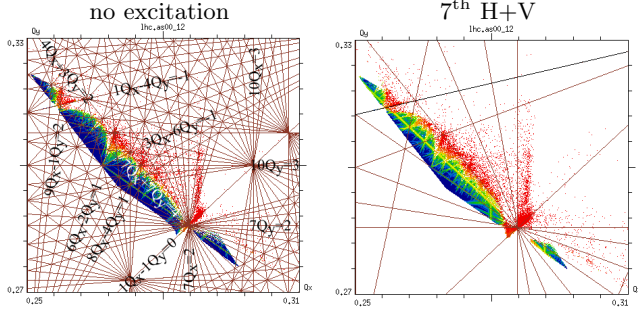 no excitation
7th H+V
lhc.as00_12
lhc.as00_12
Qy
Qy
0.33
0.33
4Qx-3Qy=2
1Qx-4Qy=-1
10Qx=3
3Qx-6Qy=-1
9Qx-1Qy=2
10Qy=3
6Qx-2Qy=1
8Qx-4Qy=1
7Qy=2
1Qx-1Qy=0
7Qx=2
0.27
0.27
0.25
Qx
0.31
0.25
0.31
Q